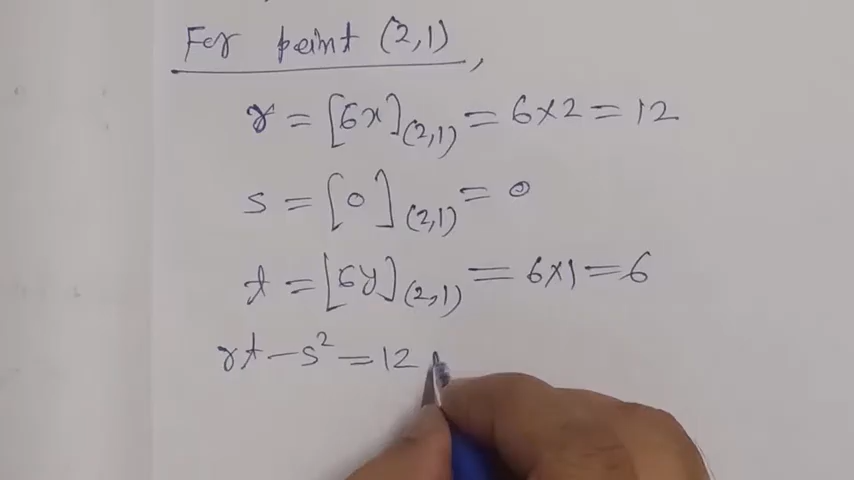 For point (2,1),
r = [6x](2,1) = 6×2 = 12
s = [0](2,1) = 0
t = [6y](2,1) = 6×1 = 6
rt - s² = 12